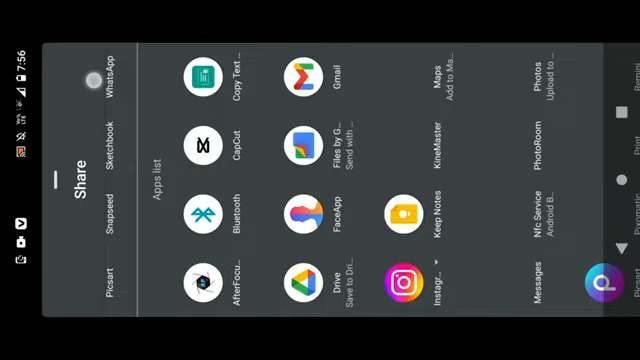 7:56
Share
Picsart
Snapseed
Sketchbook
WhatsApp
Apps list
AfterFocu...
Bluetooth
CapCut
Copy Text ...
Drive
Save to Dri...
FaceApp
Files by G...
Send with ...
Gmail
Instagr...
Keep Notes
KineMaster
Maps
Add to Ma...
Messages
Nfc Service
Android B...
PhotoRoom
Photos
Upload to ...
Picsart
Pixomatic
Print
Remini